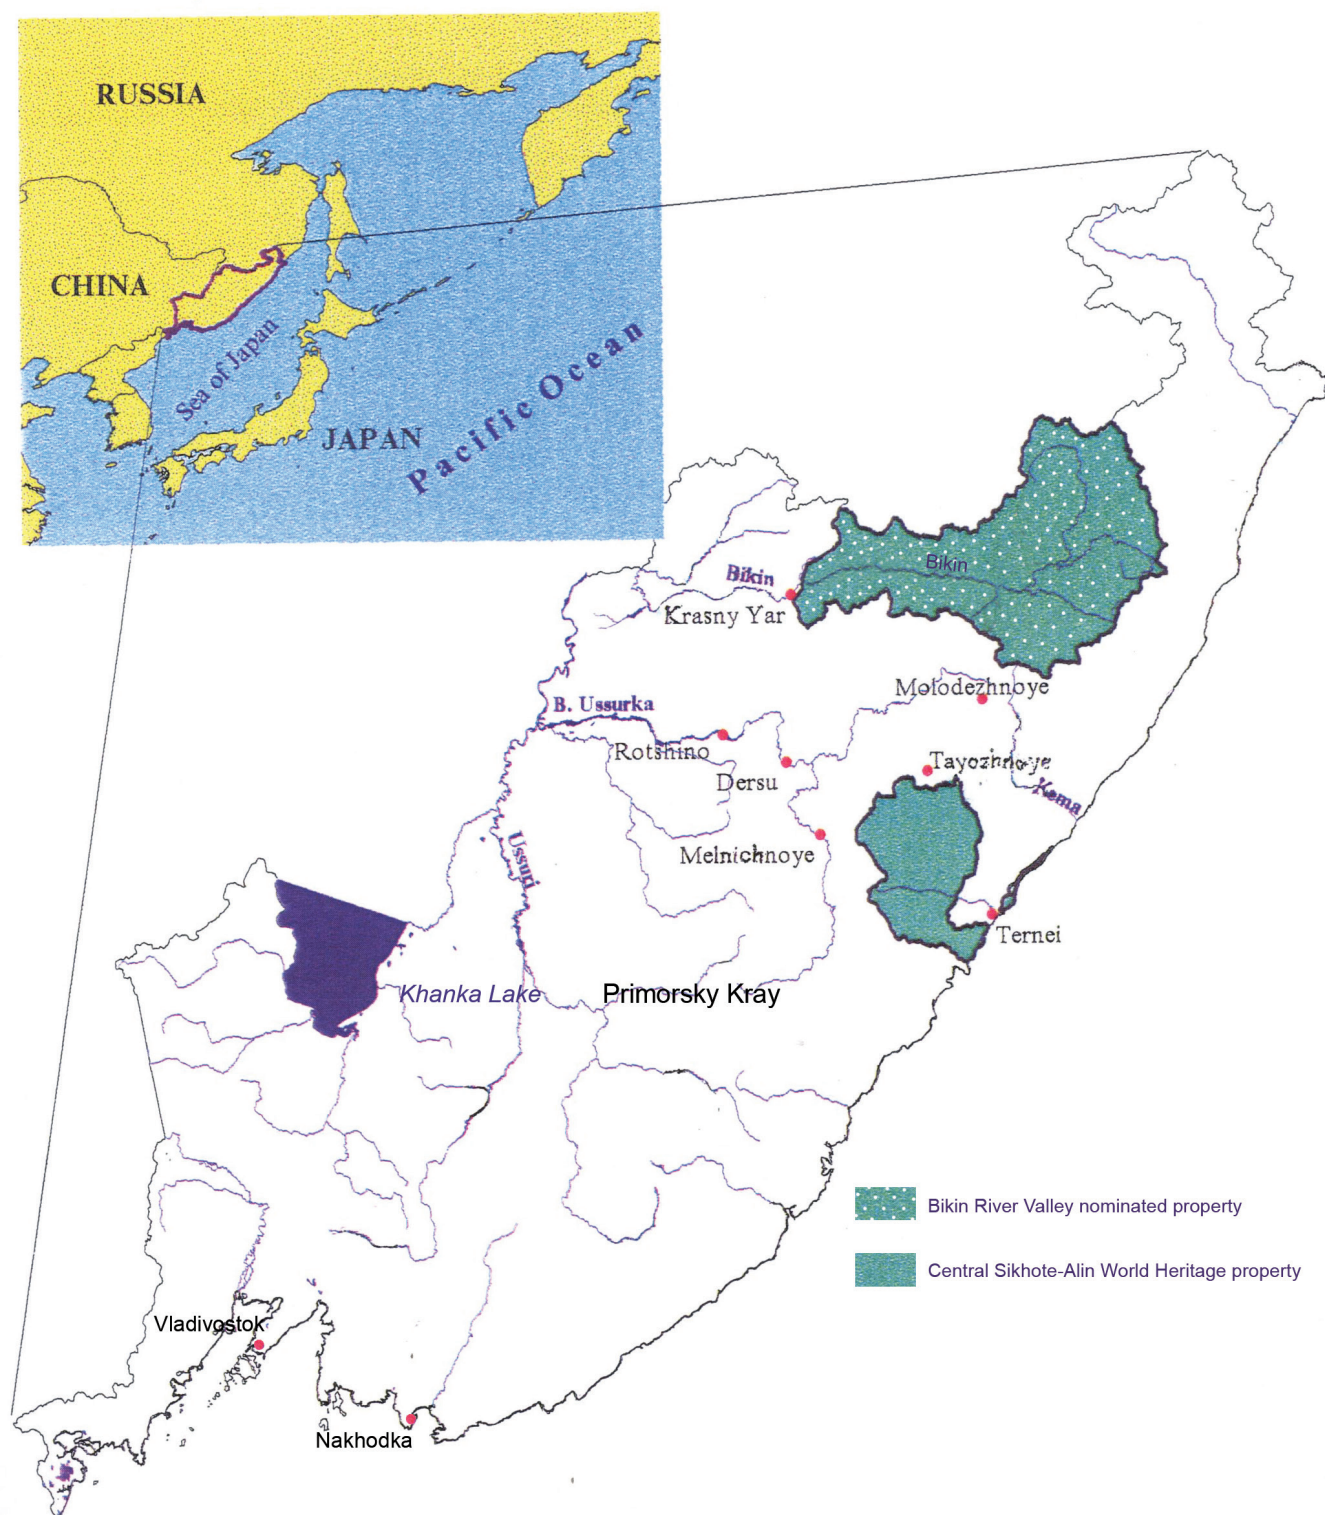 RUSSIA
CHINA
Sea of Japan
JAPAN
Pacific Ocean
Bikin
Bikin
Krasny Yar
Molodezhnoye
B. Ussurka
Rotshino
Dersu
Tayozhnoye
Kema
Melnichnoye
Ussuri
Ternei
Khanka Lake
Primorsky Kray
Bikin River Valley nominated property
Central Sikhote-Alin World Heritage property
Vladivostok
Nakhodka